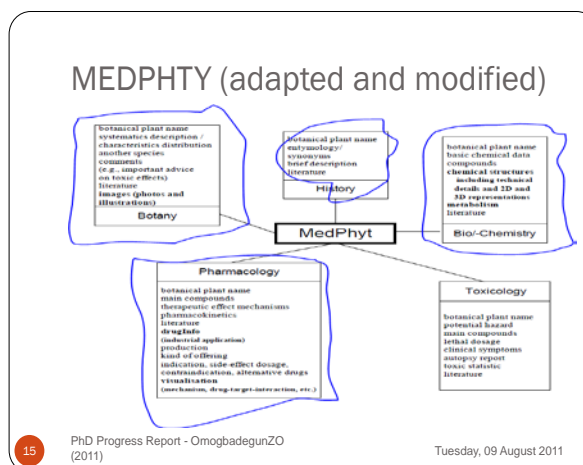 MEDPHTY (adapted and modified)
botanical plant name
systematics description /
characteristics distribution
another species
comments
(e.g., important advice
on toxic effects)
literature
images (photos and
illustrations)
Botany
botanical plant name
entymology/
synonyms
brief description
literature
History
botanical plant name
basic chemical data
compounds
chemical structures
including technical
details and 2D and
3D representations
metabolism
literature
Bio/-Chemistry
MedPhyt
Pharmacology
botanical plant name
main compounds
therapeutic effect mechanisms
pharmacokinetics
literature
drugInfo
(industrial application)
production
kind of offering
indication, side-effect dosage,
contraindication, alternative drugs
visualisation
(mechanism, drug-target-interaction, etc.)
Toxicology
botanical plant name
potential hazard
main compounds
lethal dosage
clinical symptoms
autopsy report
toxic statistic
literature
15
PhD Progress Report - OmogbadegunZO
(2011)
Tuesday, 09 August 2011